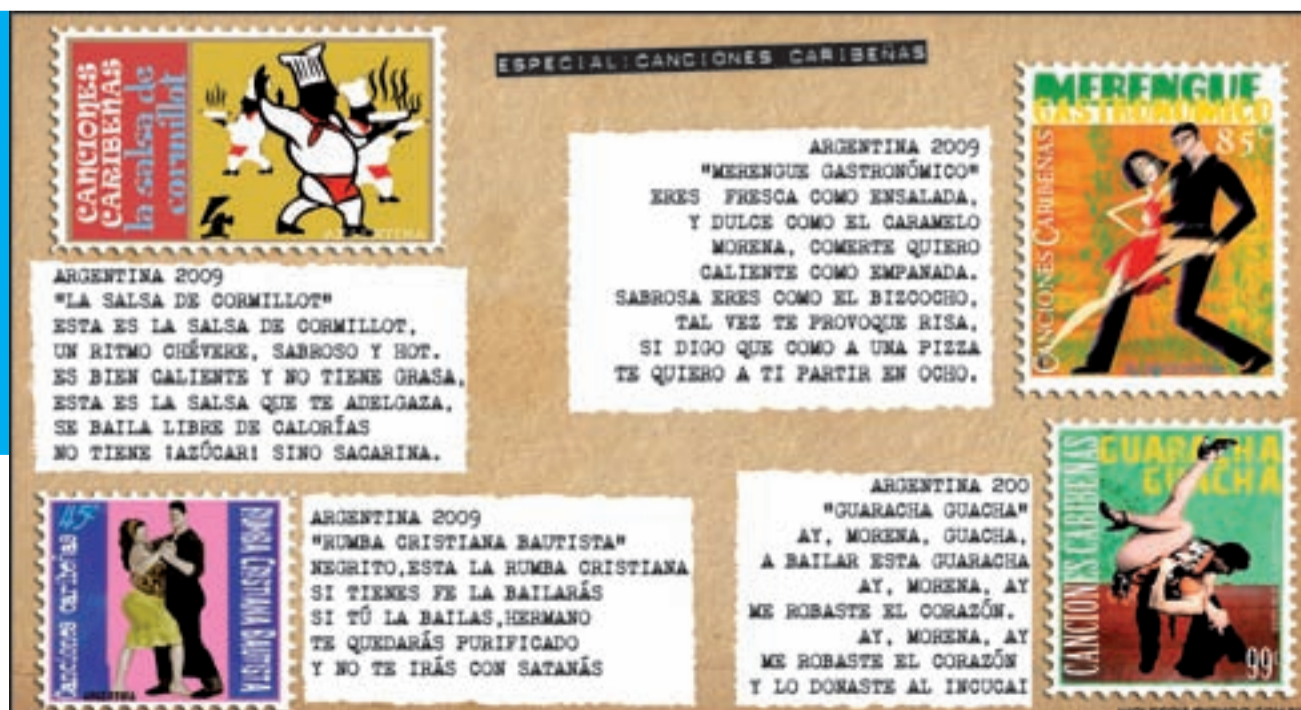 ESPECIAL:CANCIONES CARIBEÑAS
CANCIONES
CARIBEÑAS
la salsa de
cormillot
ARGENTINA
ARGENTINA 2009
"LA SALSA DE CORMILLOT"
ESTA ES LA SALSA DE CORMILLOT,
UN RITMO CHÉVERE, SABROSO Y HOT.
ES BIEN CALIENTE Y NO TIENE GRASA,
ESTA ES LA SALSA QUE TE ADELGAZA,
SE BAILA LIBRE DE CALORÍAS
NO TIENE ¡AZÚCAR! SINO SACARINA.
ARGENTINA 2009
"MERENGUE GASTRONÓMICO"
ERES FRESCA COMO ENSALADA,
Y DULCE COMO EL CARAMELO
MORENA, COMERTE QUIERO
CALIENTE COMO EMPANADA.
SABROSA ERES COMO EL BIZCOCHO,
TAL VEZ TE PROVOQUE RISA,
SI DIGO QUE COMO A UNA PIZZA
TE QUIERO A TI PARTIR EN OCHO.
MERENGUE
GASTRONOMICO
85c
CANCIONES CARIBEÑAS
45c
Canciones caribeñas
RUMBA CRISTIANA BAUTISTA
ARGENTINA
ARGENTINA 2009
"RUMBA CRISTIANA BAUTISTA"
NEGRITO,ESTA LA RUMBA CRISTIANA
SI TIENES FE LA BAILARÁS
SI TÚ LA BAILAS,HERMANO
TE QUEDARÁS PURIFICADO
Y NO TE IRÁS CON SATANÁS
ARGENTINA 200
"GUARACHA GUACHA"
AY, MORENA, GUACHA,
A BAILAR ESTA GUARACHA
AY, MORENA, AY
ME ROBASTE EL CORAZÓN.
AY, MORENA, AY
ME ROBASTE EL CORAZÓN
Y LO DONASTE AL INCUCAI
GUARACHA
GUACHA
CANCIONES CARIBEÑAS
99c